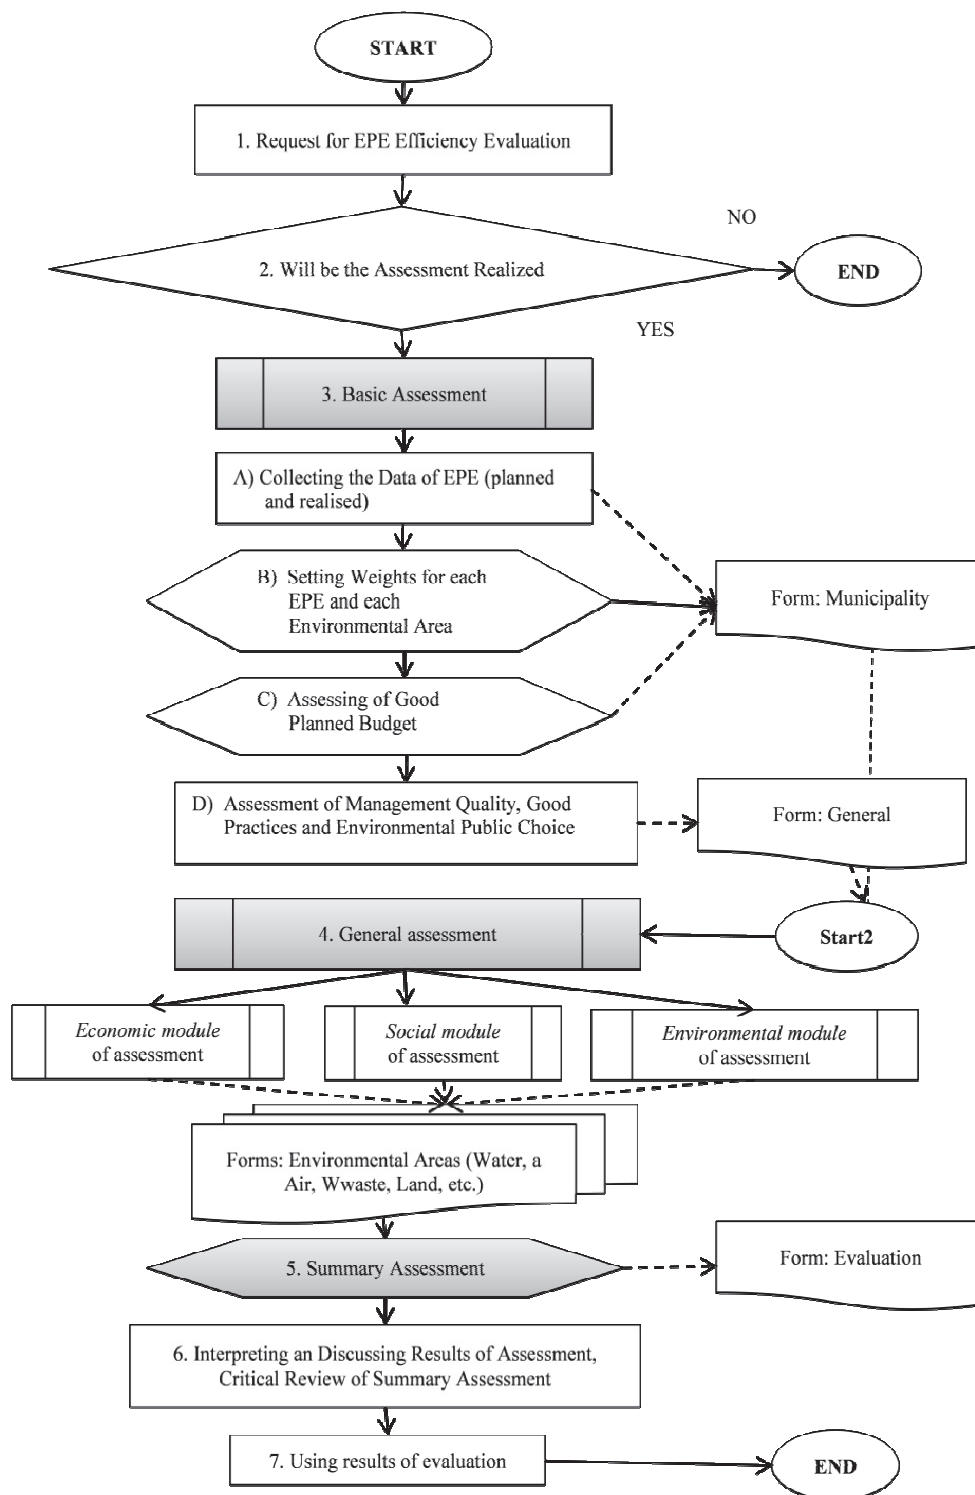 START
1. Request for EPE Efficiency Evaluation
NO
2. Will be the Assessment Realized
END
YES
3. Basic Assessment
A) Collecting the Data of EPE (planned
and realised)
B) Setting Weights for each
EPE and each
Environmental Area
Form: Municipality
C) Assessing of Good
Planned Budget
D) Assessment of Management Quality, Good
Practices and Environmental Public Choice
Form: General
4. General assessment
Start2
Economic module
of assessment
Social module
of assessment
Environmental module
of assessment
Forms: Environmental Areas (Water, a
Air, Wwaste, Land, etc.)
5. Summary Assessment
Form: Evaluation
6. Interpreting an Discussing Results of Assessment,
Critical Review of Summary Assessment
7. Using results of evaluation
END